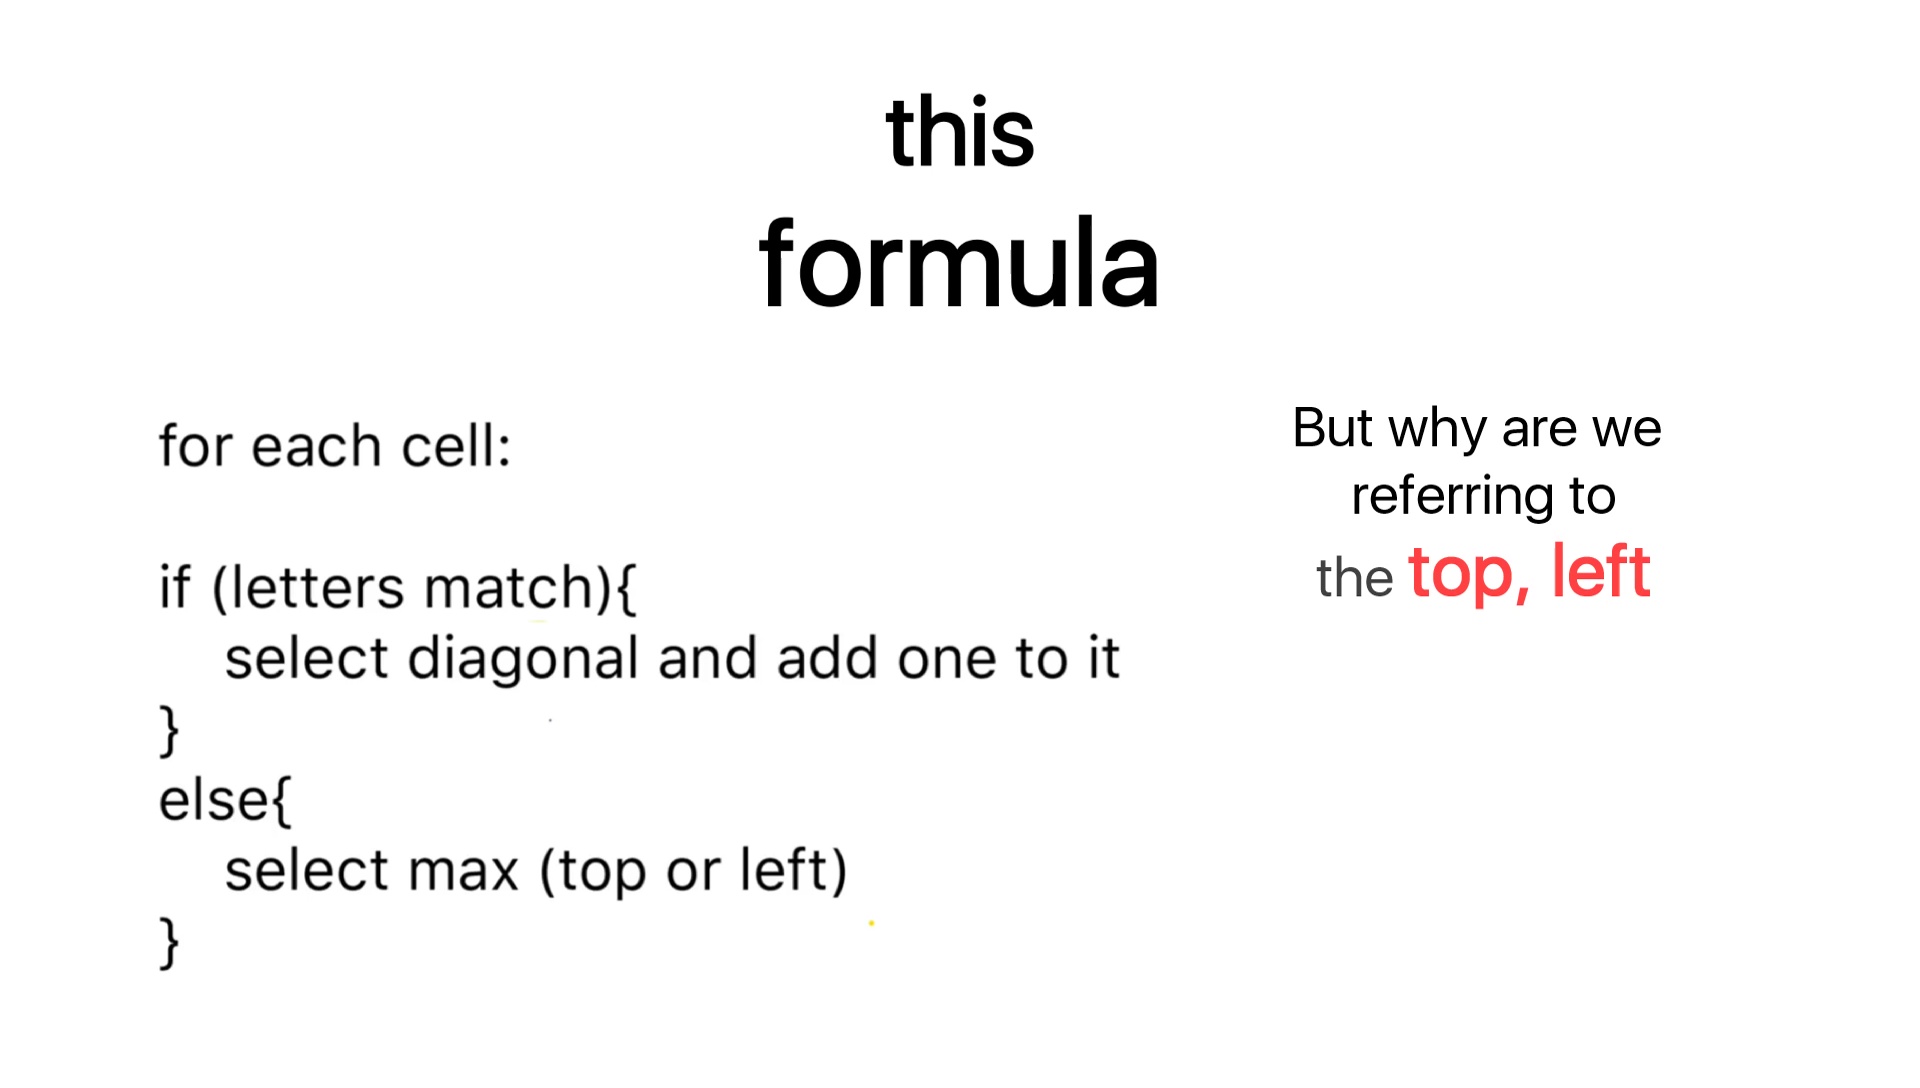 this
formula
for each cell:
if (letters match){
select diagonal and add one to it
}
else{
select max (top or left)
}
But why are we
referring to
the top, left